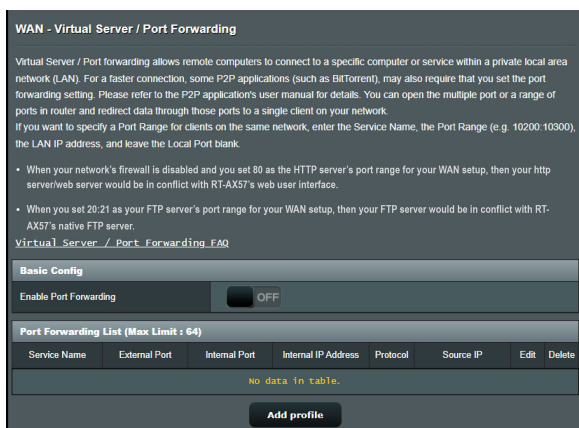 WAN - Virtual Server / Port Forwarding
Virtual Server / Port forwarding allows remote computers to connect to a specific computer or service within a private local area
network (LAN). For a faster connection, some P2P applications (such as BitTorrent), may also require that you set the port
forwarding setting. Please refer to the P2P application's user manual for details. You can open the multiple port or a range of
ports in router and redirect data through those ports to a single client on your network.
If you want to specify a Port Range for clients on the same network, enter the Service Name, the Port Range (e.g. 10200:10300),
the LAN IP address, and leave the Local Port blank.
• When your network's firewall is disabled and you set 80 as the HTTP server's port range for your WAN setup, then your http
server/web server would be in conflict with RT-AX57's web user interface.
• When you set 20:21 as your FTP server's port range for your WAN setup, then your FTP server would be in conflict with RT-
AX57's native FTP server.
Virtual Server / Port Forwarding FAQ
Basic Config
Enable Port Forwarding OFF
Port Forwarding List (Max Limit : 64)
Service Name External Port Internal Port Internal IP Address Protocol Source IP Edit Delete
No data in table.
Add profile